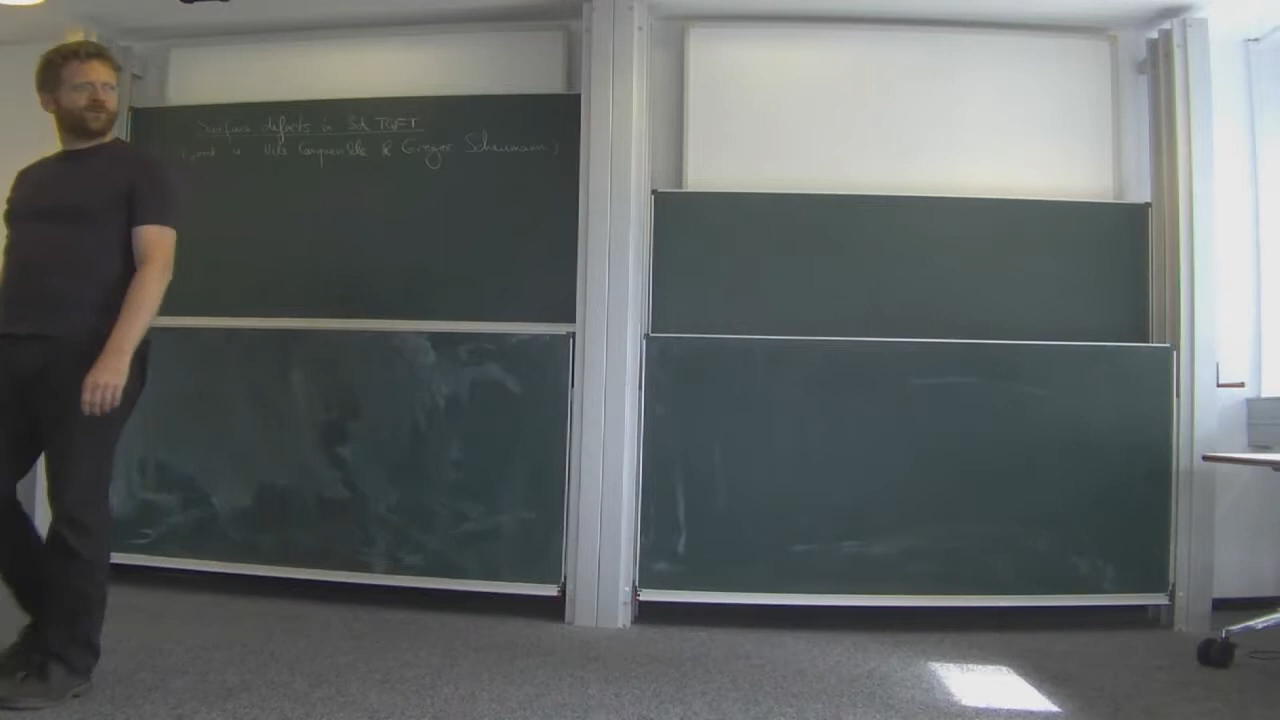 Surface defects in 3d TQFT
(joint w Nils Carqueville & Gregor Schaumann)